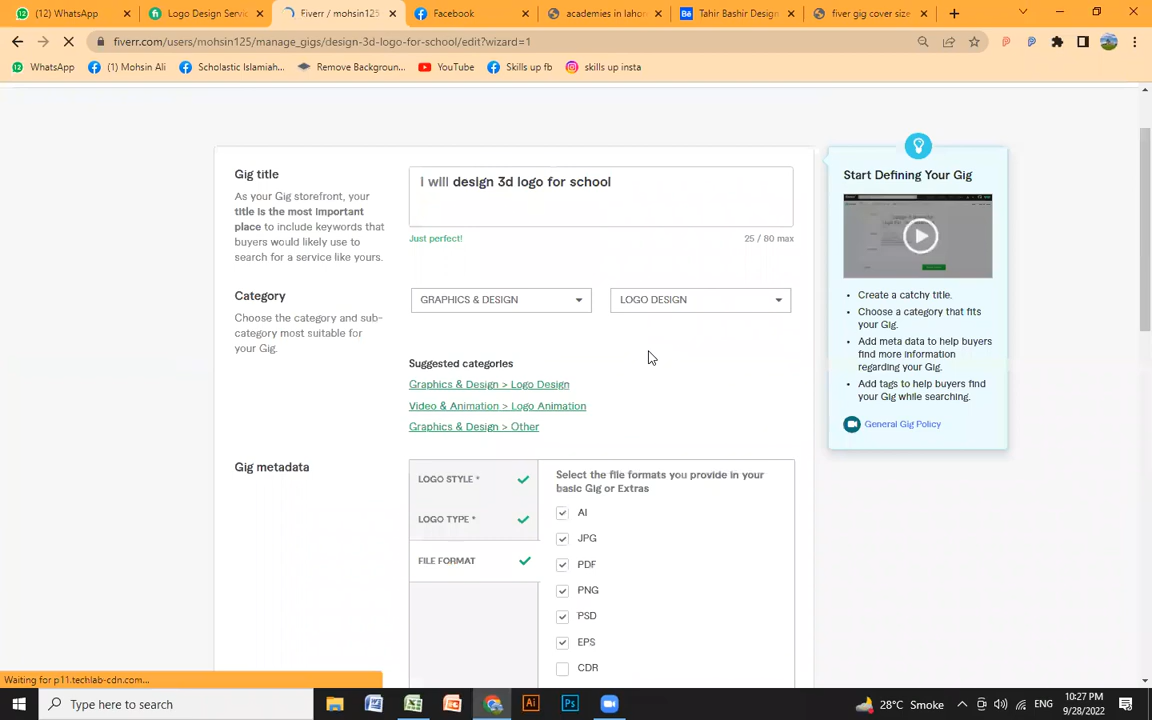 (12) WhatsApp
Logo Design Servic
Fiverr / mohsin125
Facebook
academies in lahor
Tahir Bashir Design
fiver gig cover size
fiverr.com/users/mohsin125/manage_gigs/design-3d-logo-for-school/edit?wizard=1
WhatsApp
(1) Mohsin Ali
Scholastic Islamiah...
Remove Backgroun...
YouTube
Skills up fb
skills up insta
Gig title
As your Gig storefront, your
title is the most important
place to include keywords that
buyers would likely use to
search for a service like yours.
I will design 3d logo for school
Just perfect!
25 / 80 max
Category
Choose the category and sub-
category most suitable for
your Gig.
GRAPHICS & DESIGN
LOGO DESIGN
Suggested categories
Graphics & Design > Logo Design
Video & Animation > Logo Animation
Graphics & Design > Other
Gig metadata
LOGO STYLE *
LOGO TYPE *
FILE FORMAT
Select the file formats you provide in your
basic Gig or Extras
AI
JPG
PDF
PNG
PSD
EPS
CDR
Start Defining Your Gig
Create a catchy title.
Choose a category that fits
your Gig.
Add meta data to help buyers
find more information
regarding your Gig.
Add tags to help buyers find
your Gig while searching.
General Gig Policy
Waiting for p11.techlab-cdn.com...
Type here to search
28°C Smoke
ENG
10:27 PM
9/28/2022